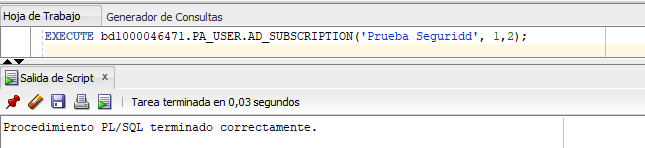 Hoja de Trabajo Generador de Consultas
EXECUTE bd1000046471.PA_USER.AD_SUBSCRIPTION('Prueba Seguridd', 1,2);
Salida de Script x
Tarea terminada en 0,03 segundos
Procedimiento PL/SQL terminado correctamente.